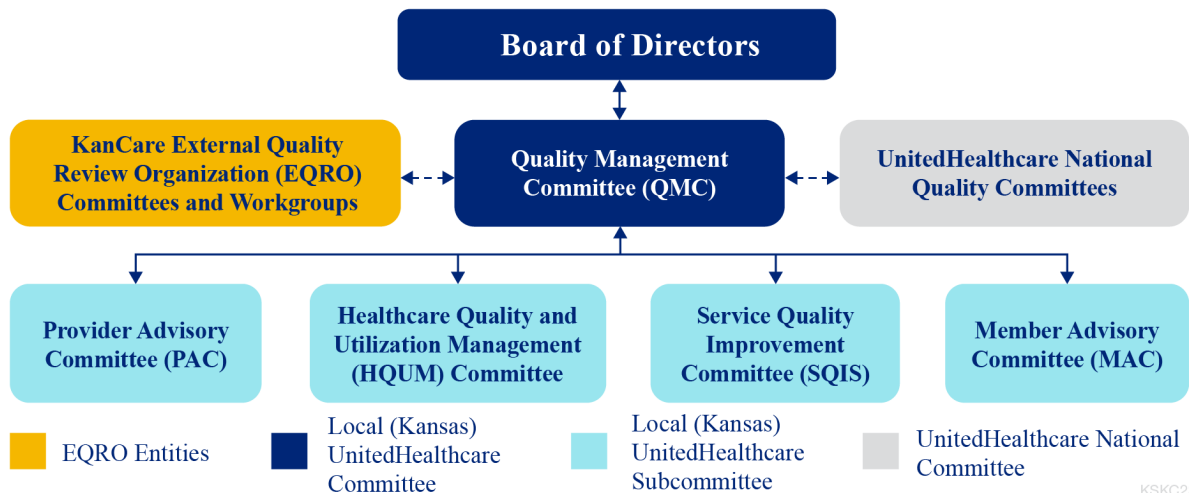 Board of Directors
KanCare External Quality
Review Organization (EQRO)
Committees and Workgroups
Quality Management
Committee (QMC)
UnitedHealthcare National
Quality Committees
Provider Advisory
Committee (PAC)
Healthcare Quality and
Utilization Management
(HQUM) Committee
Service Quality
Improvement
Committee (SQIS)
Member Advisory
Committee (MAC)
EQRO Entities
Local (Kansas)
UnitedHealthcare
Committee
Local (Kansas)
UnitedHealthcare
Subcommittee
UnitedHealthcare National
Committee